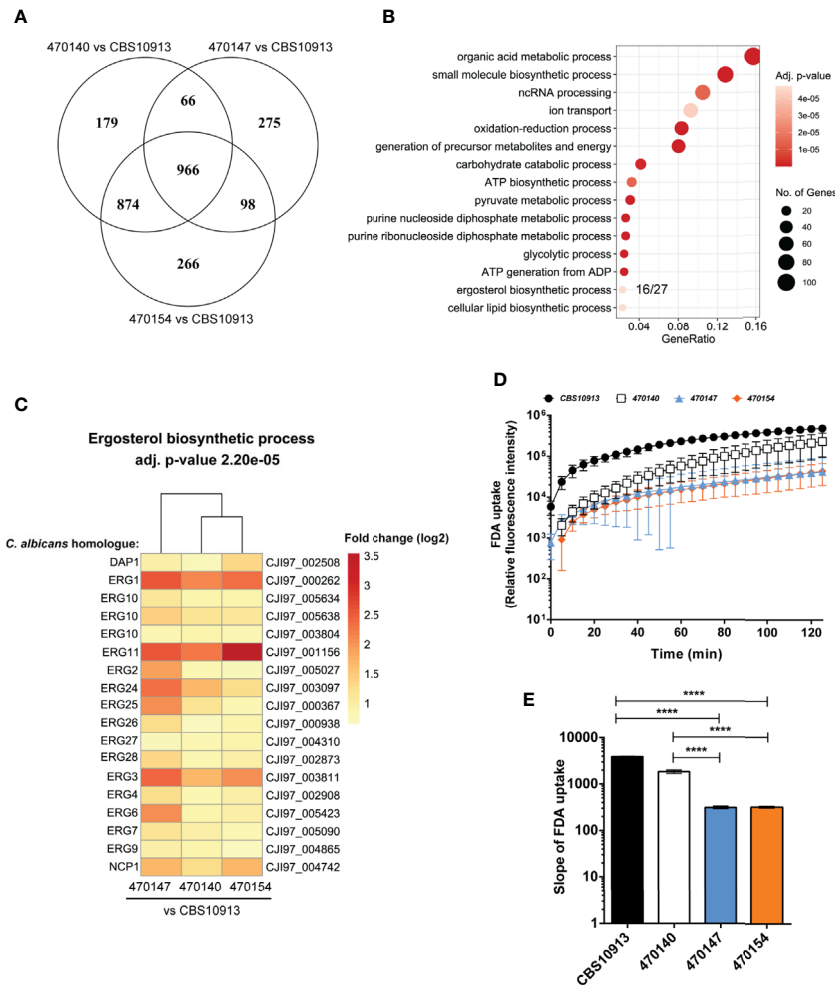 A
470140 vs CBS10913
470147 vs CBS10913
179
66
275
966
874
98
266
470154 vs CBS10913
B
organic acid metabolic process
small molecule biosynthetic process
ncRNA processing
ion transport
oxidation-reduction process
generation of precursor metabolites and energy
carbohydrate catabolic process
ATP biosynthetic process
pyruvate metabolic process
purine nucleoside diphosphate metabolic process
purine ribonucleoside diphosphate metabolic process
glycolytic process
ATP generation from ADP
ergosterol biosynthetic process
cellular lipid biosynthetic process
16/27
0.04 0.08 0.12 0.16
GeneRatio
Adj. p-value
4e-05
3e-05
2e-05
1e-05
No. of Genes
20
40
60
80
100
C
Ergosterol biosynthetic process
adj. p-value 2.20e-05
C. albicans homologue:
DAP1 CJI97_002508
ERG1 CJI97_000262
ERG10 CJI97_005634
ERG10 CJI97_005638
ERG10 CJI97_003804
ERG11 CJI97_001156
ERG2 CJI97_005027
ERG24 CJI97_003097
ERG25 CJI97_000367
ERG26 CJI97_000938
ERG27 CJI97_004310
ERG28 CJI97_002873
ERG3 CJI97_003811
ERG4 CJI97_002908
ERG6 CJI97_005423
ERG7 CJI97_005090
ERG9 CJI97_004865
NCP1 CJI97_004742
470147 470140 470154
vs CBS10913
Fold change (log2)
3.5
3
2.5
2
1.5
1
D
CBS10913 470140 470147 470154
FDA uptake
(Relative fluorescence intensity)
10⁶
10⁵
10⁴
10³
10²
10¹
0 20 40 60 80 100 120
Time (min)
E
****
****
****
****
Slope of FDA uptake
10000
1000
100
10
1
CBS10913
470140
470147
470154